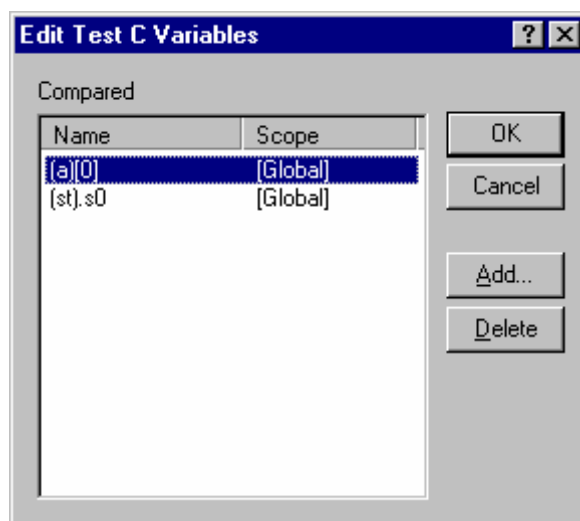 Edit Test C Variables
Compared
Name Scope
(a)[0] [Global]
(st).s0 [Global]
OK
Cancel
Add...
Delete